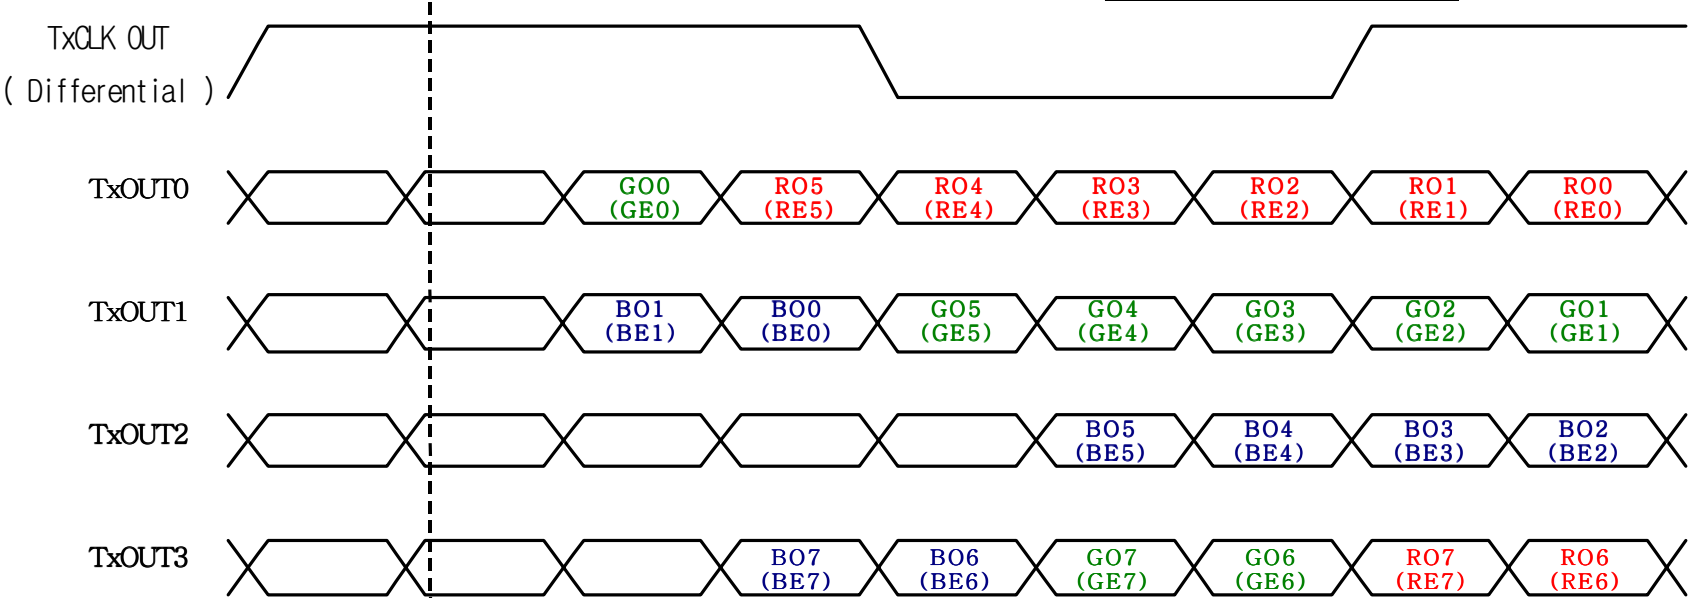 TxCLK OUT
( Differential )
TxOUT0
GO0 RO5 RO4 RO3 RO2 RO1 RO0
(GE0) (RE5) (RE4) (RE3) (RE2) (RE1) (RE0)
TxOUT1
BO1 BO0 GO5 GO4 GO3 GO2 GO1
(BE1) (BE0) (GE5) (GE4) (GE3) (GE2) (GE1)
TxOUT2
BO5 BO4 BO3 BO2
(BE5) (BE4) (BE3) (BE2)
TxOUT3
BO7 BO6 GO7 GO6 RO7 RO6
(BE7) (BE6) (GE7) (GE6) (RE7) (RE6)